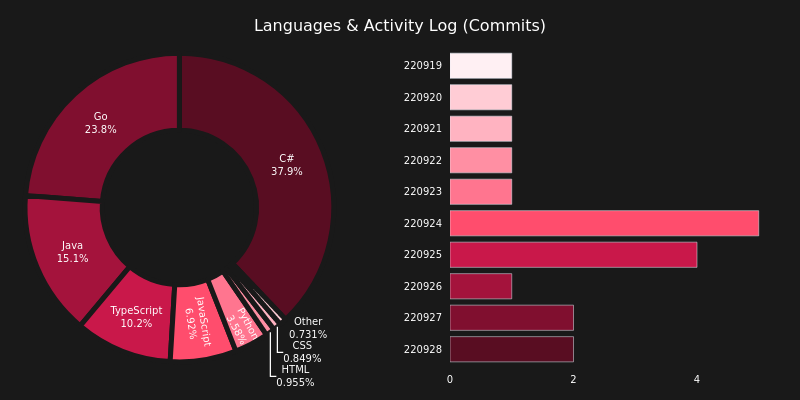 Languages & Activity Log (Commits)
Go
23.8%
C#
37.9%
Java
15.1%
TypeScript
10.2%
JavaScript
6.92%
Python
3.58%
Other
0.731%
CSS
0.849%
HTML
0.955%
220919
220920
220921
220922
220923
220924
220925
220926
220927
220928
0 2 4